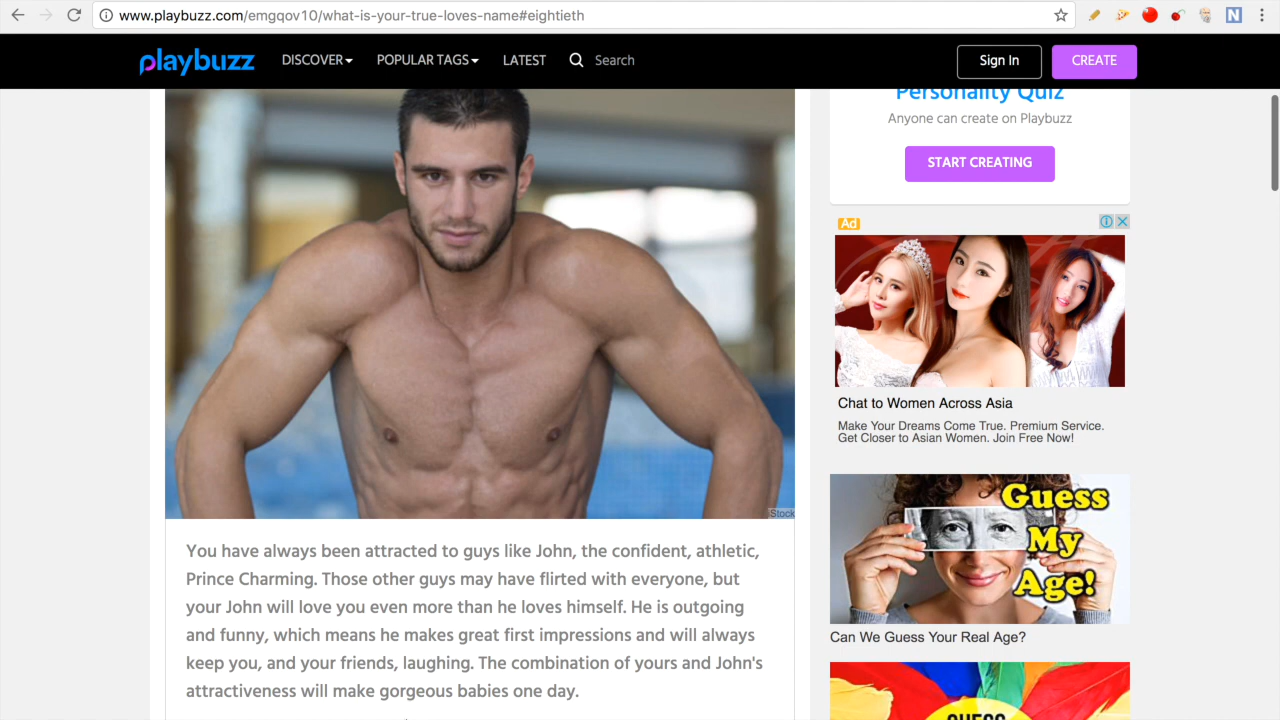 www.playbuzz.com/emgqov10/what-is-your-true-loves-name#eightieth
N
playbuzz
DISCOVER
POPULAR TAGS
LATEST
Search
Sign In
CREATE
Personality Quiz
Anyone can create on Playbuzz
START CREATING
Ad
Chat to Women Across Asia
Make Your Dreams Come True. Premium Service.
Get Closer to Asian Women. Join Free Now!
Guess
My
Age!
Can We Guess Your Real Age?
GUESS
Stock
You have always been attracted to guys like John, the confident, athletic,
Prince Charming. Those other guys may have flirted with everyone, but
your John will love you even more than he loves himself. He is outgoing
and funny, which means he makes great first impressions and will always
keep you, and your friends, laughing. The combination of yours and John's
attractiveness will make gorgeous babies one day.